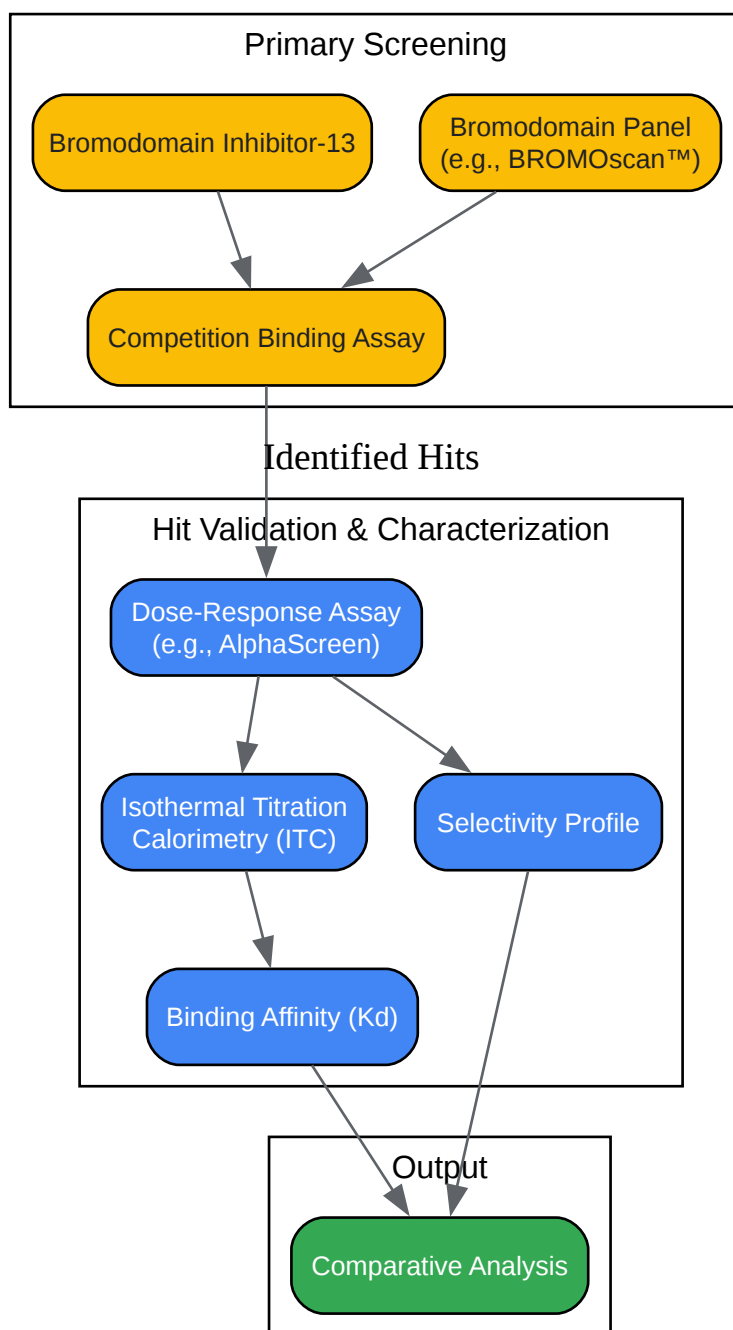 Primary Screening
Bromodomain Inhibitor-13
Bromodomain Panel
(e.g., BROMOscan™)
Competition Binding Assay
Identified Hits
Hit Validation & Characterization
Dose-Response Assay
(e.g., AlphaScreen)
Isothermal Titration
Calorimetry (ITC)
Selectivity Profile
Binding Affinity (Kd)
Output
Comparative Analysis